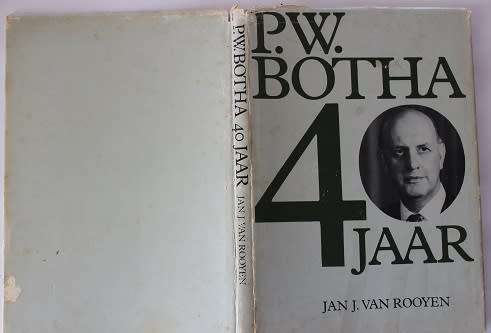 P.W. BOTHA 40 JAAR JAN J. VAN ROOYEN
P.W.
BOTHA
40
JAAR
JAN J. VAN ROOYEN